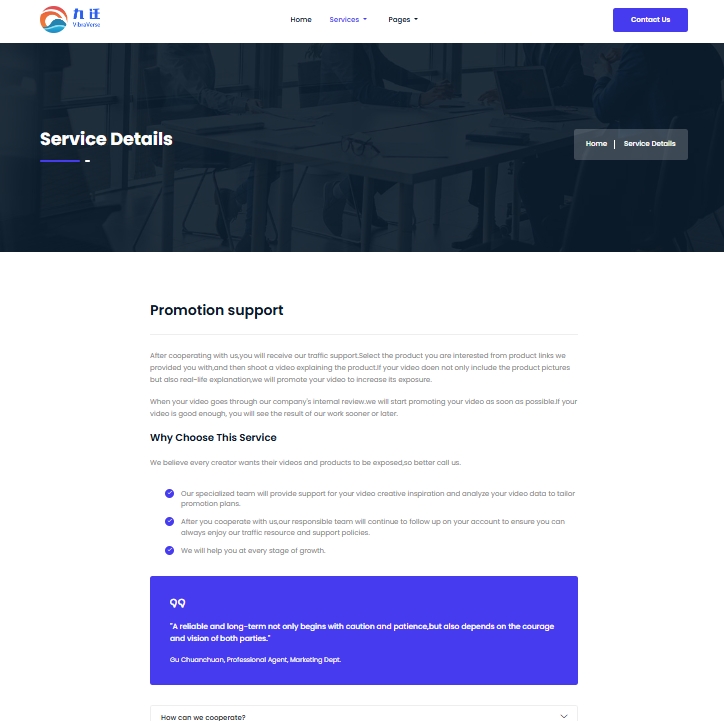 九 迁
VibraVerse
Home Services Pages Contact Us
Service Details
Home | Service Details
Promotion support
After cooperating with us,you will receive our traffic support.Select the product you are interested from product links we
provided you with,and then shoot a video explaining the product.If your video doen not only include the product pictures
but also real-life explanation,we will promote your video to increase its exposure.
When your video goes through our company's internal review.we will start promoting your video as soon as possible.If your
video is good enough, you will see the result of our work sooner or later.
Why Choose This Service
We believe every creator wants their videos and products to be exposed,so better call us.
Our specialized team will provide support for your video creative inspiration and analyze your video data to tailor
promotion plans.
After you cooperate with us,our responsible team will continue to follow up on your account to ensure you can
always enjoy our traffic resource and support policies.
We will help you at every stage of growth.
"A reliable and long-term not only begins with caution and patience,but also depends on the courage
and vision of both parties."
Gu Chuanchuan, Professional Agent, Marketing Dept.
How can we cooperate?